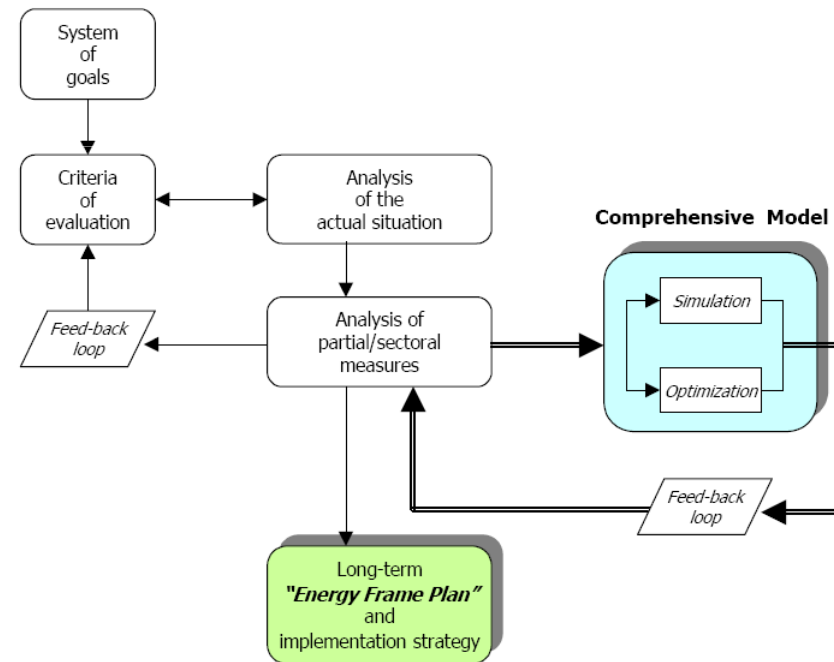 System
of
goals
Criteria
of
evaluation
Analysis
of the
actual situation
Comprehensive Model
Simulation
Optimization
Feed-back
loop
Analysis of
partial/sectoral
measures
Feed-back
loop
Long-term
“Energy Frame Plan”
and
implementation strategy